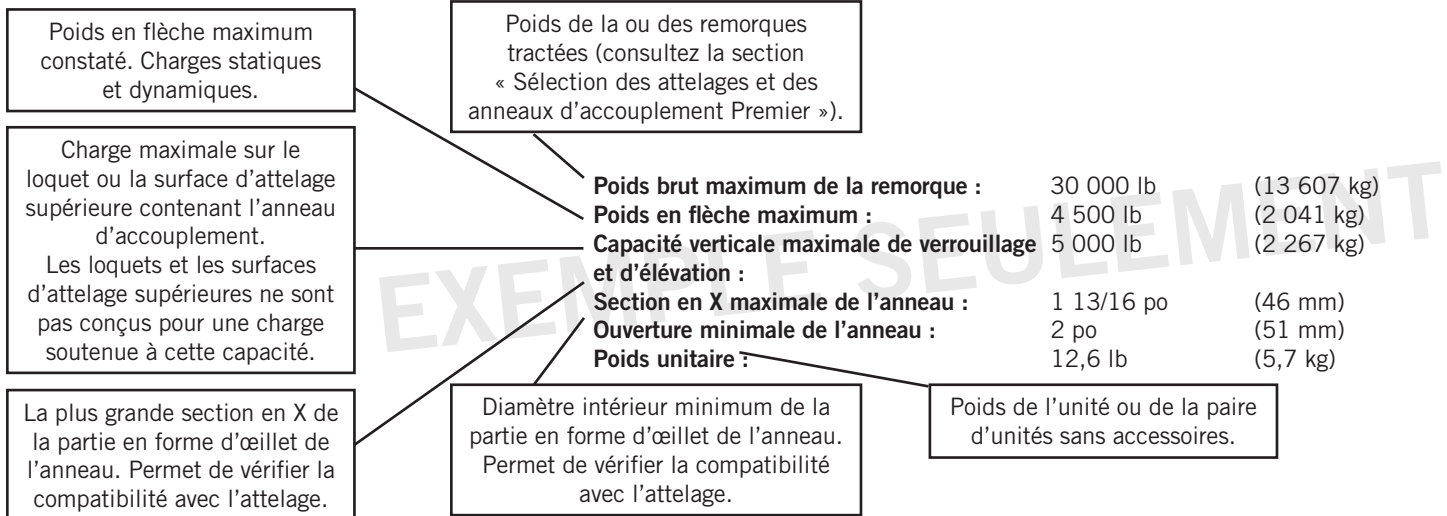 Poids en flèche maximum
constaté. Charges statiques
et dynamiques.
Poids de la ou des remorques
tractées (consultez la section
« Sélection des attelages et des
anneaux d'accouplement Premier »).
Charge maximale sur le
loquet ou la surface d'attelage
supérieure contenant l'anneau
d'accouplement.
Les loquets et les surfaces
d'attelage supérieures ne sont
pas conçus pour une charge
soutenue à cette capacité.
Poids brut maximum de la remorque : 30 000 lb (13 607 kg)
Poids en flèche maximum : 4 500 lb (2 041 kg)
Capacité verticale maximale de verrouillage 5 000 lb (2 267 kg)
et d'élévation :
Section en X maximale de l'anneau : 1 13/16 po (46 mm)
Ouverture minimale de l'anneau : 2 po (51 mm)
Poids unitaire : 12,6 lb (5,7 kg)
EXEMPLE SEULEMENT
La plus grande section en X de
la partie en forme d'œillet de
l'anneau. Permet de vérifier la
compatibilité avec l'attelage.
Diamètre intérieur minimum de la
partie en forme d'œillet de l'anneau.
Permet de vérifier la compatibilité
avec l'attelage.
Poids de l'unité ou de la paire
d'unités sans accessoires.